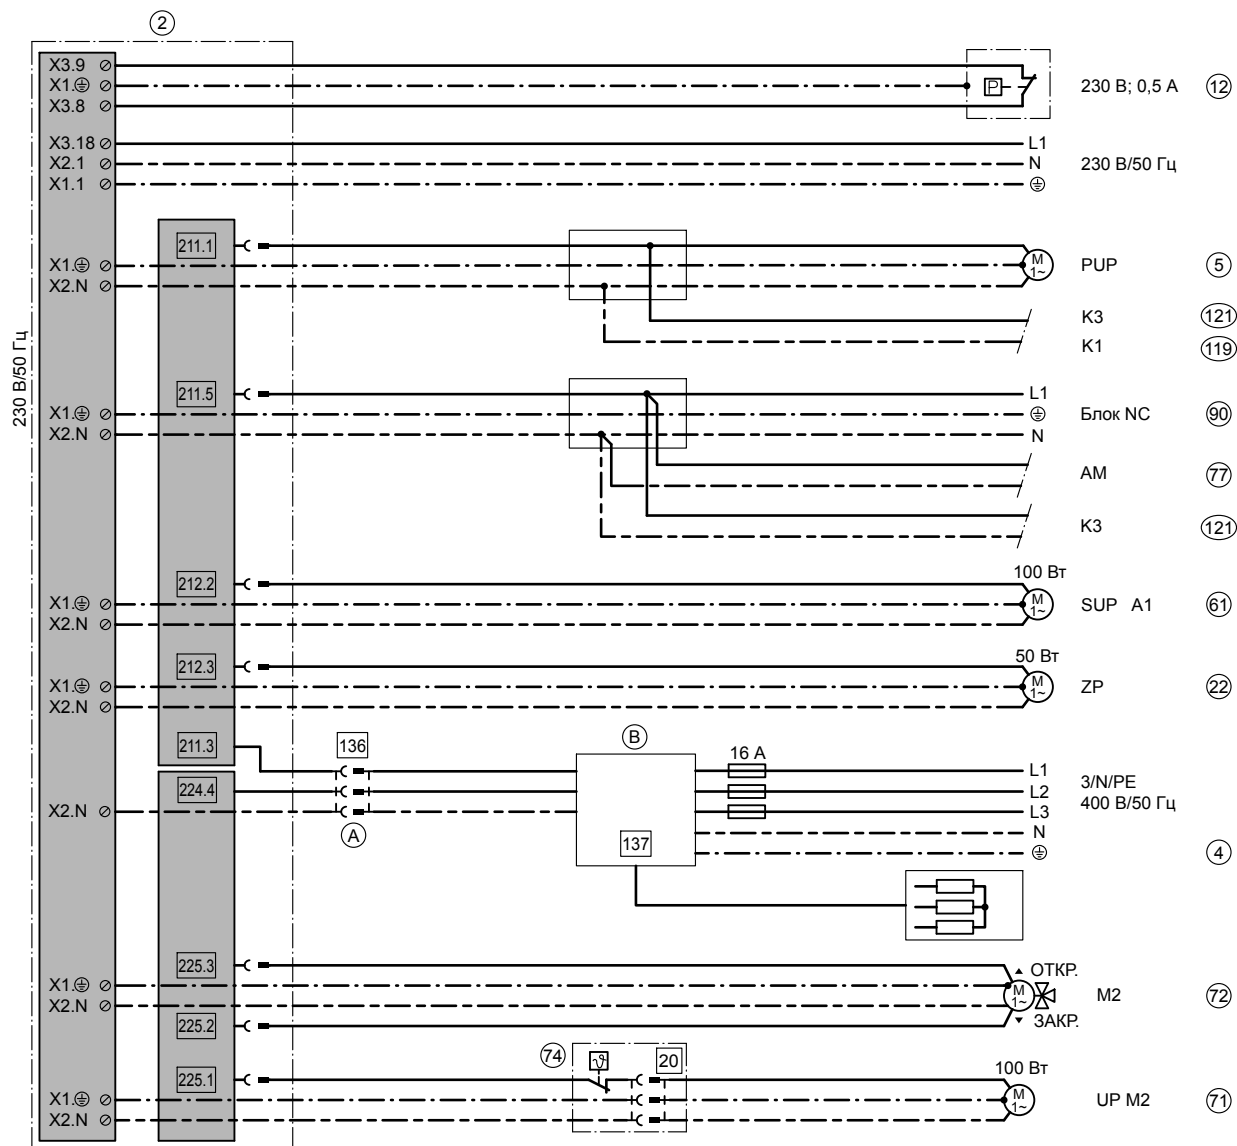 2
X3.9
X1.
X3.8
P
230 В; 0,5 А 12
X3.18 L1
X2.1 N 230 В/50 Гц
X1.1
230 В/50 Гц
211.1
X1. M 1~ PUP 5
X2.N
K3 121
K1 119
211.5 L1
X1. Блок NC 90
X2.N N
AM 77
K3 121
212.2 100 Вт
X1. M 1~ SUP A1 61
X2.N
212.3 50 Вт
X1. M 1~ ZP 22
X2.N
211.3 136 B 16 A L1
3/N/PE
224.4 L2 400 В/50 Гц
X2.N L3
A 137 N
4
225.3 ОТКР.
X1. M 1~ M2 72
X2.N
225.2 ЗАКР.
74 ϑ 20
225.1 100 Вт
X1. M 1~ UP M2 71
X2.N